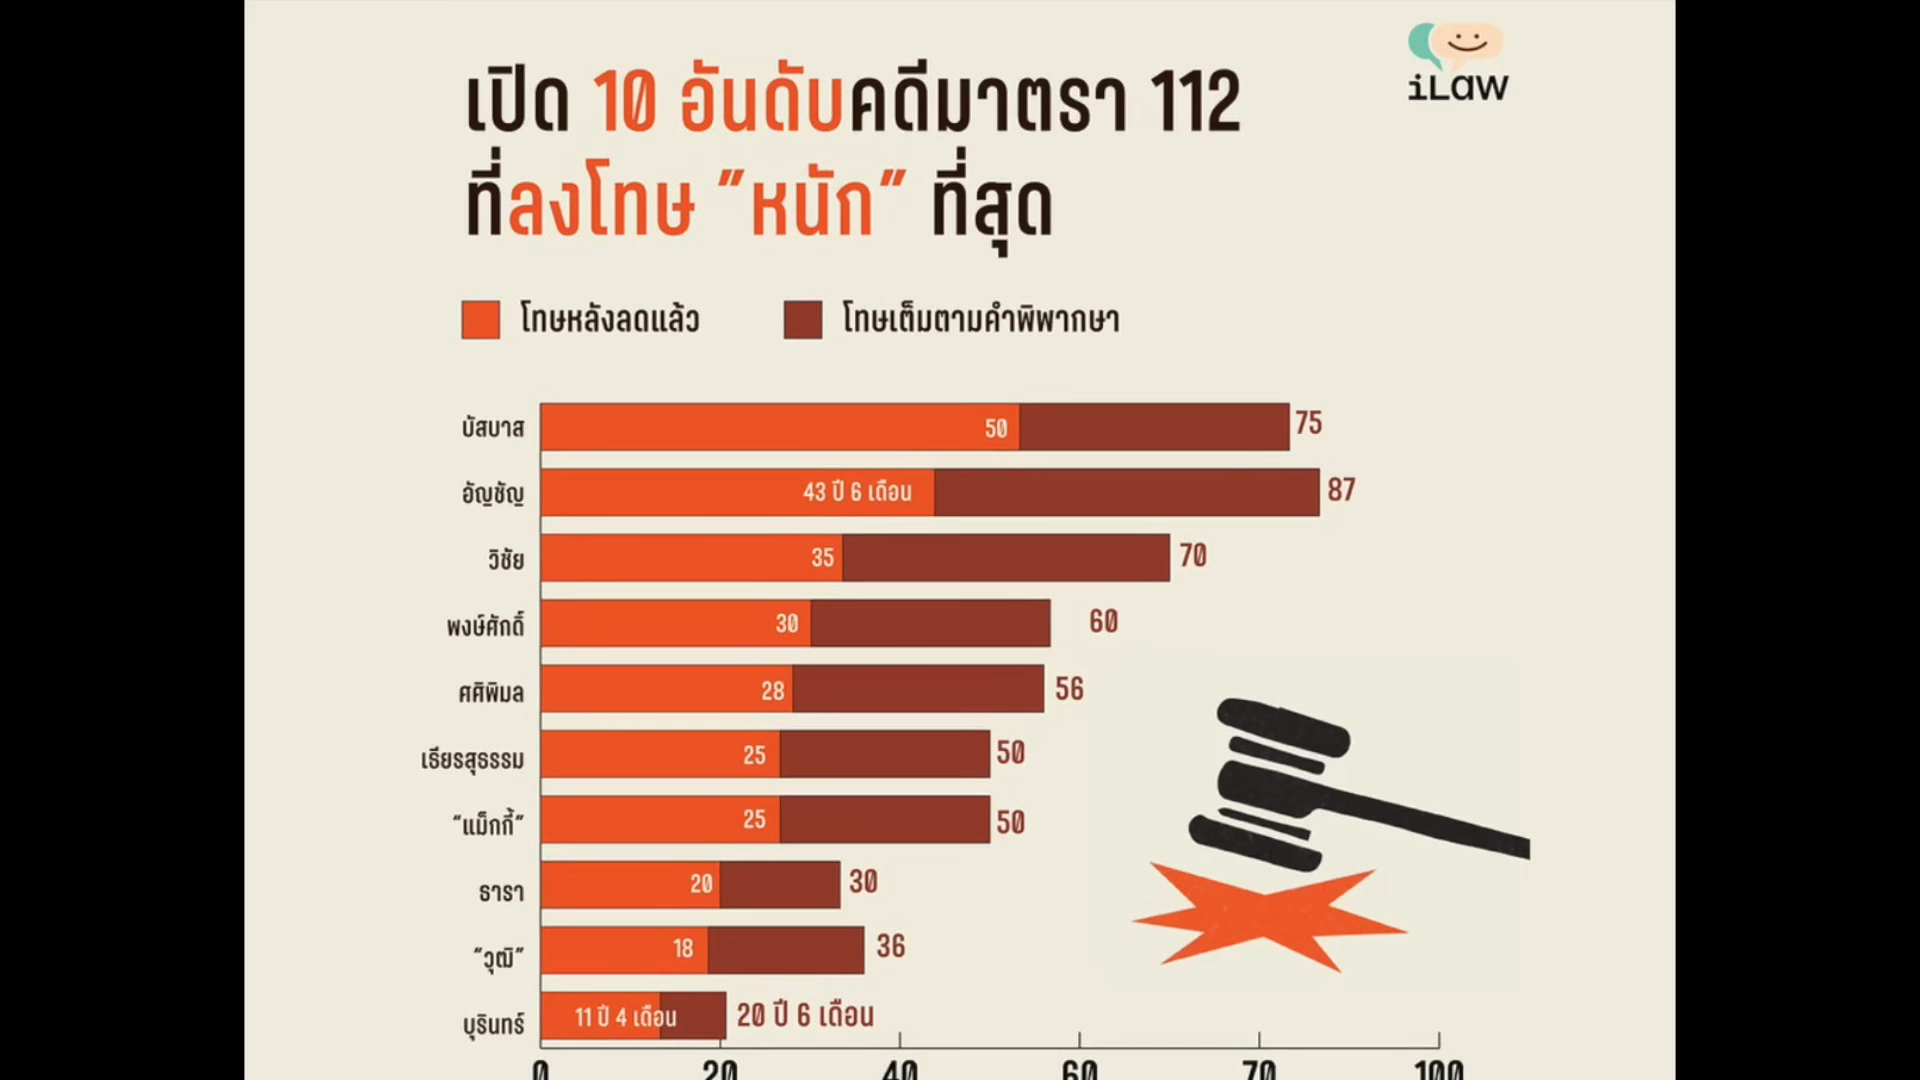 iLaw
เปิด 10 อันดับคดีมาตรา 112
ที่ลงโทษ "หนัก" ที่สุด
โทษหลังลดแล้ว โทษเต็มตามคำพิพากษา
บัสบาส 50 75
อัญชัญ 43 ปี 6 เดือน 87
วิชัย 35 70
พงษ์ศักดิ์ 30 60
ศศิพิมล 28 56
เธียรสุธรรม 25 50
“แม็กกี้” 25 50
ธารา 20 30
“วุฒิ” 18 36
บุรินทร์ 11 ปี 4 เดือน 20 ปี 6 เดือน
0 20 40 60 70 100